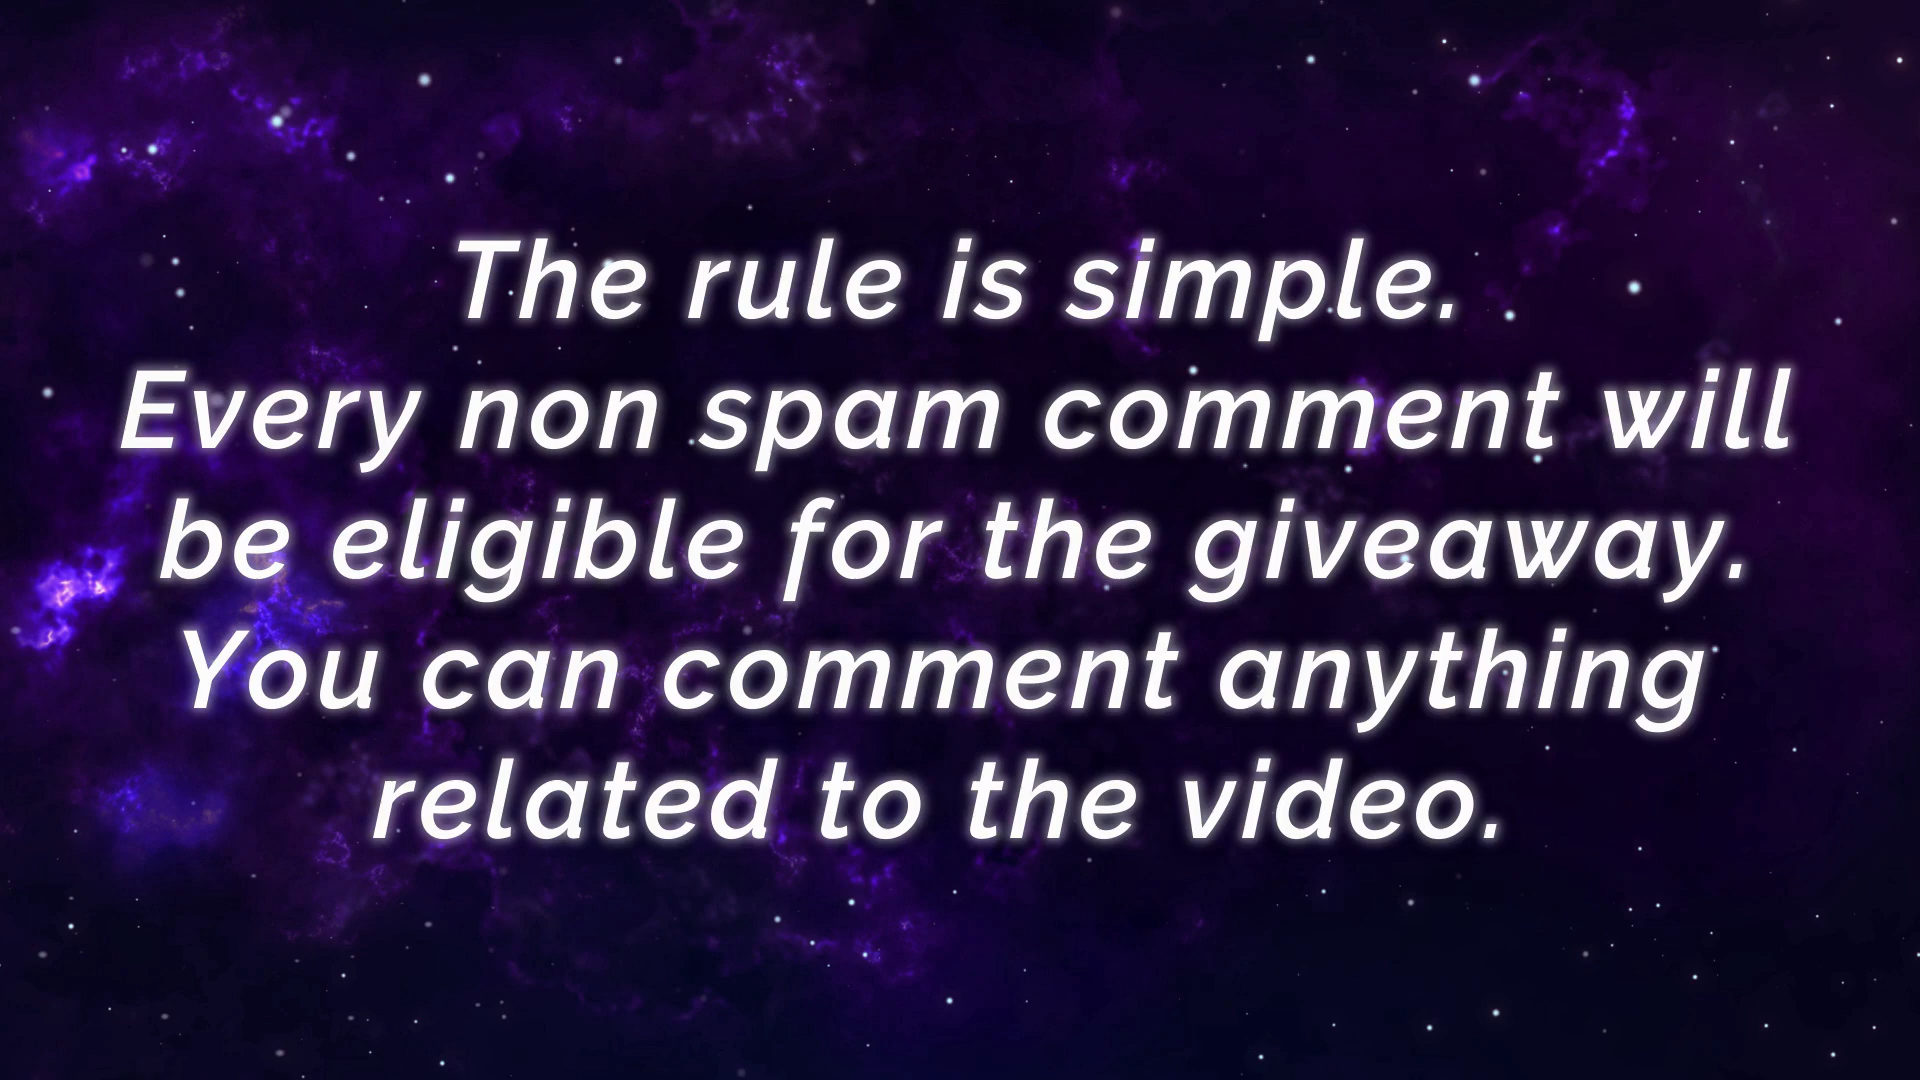 The rule is simple.
Every non spam comment will
be eligible for the giveaway.
You can comment anything
related to the video.